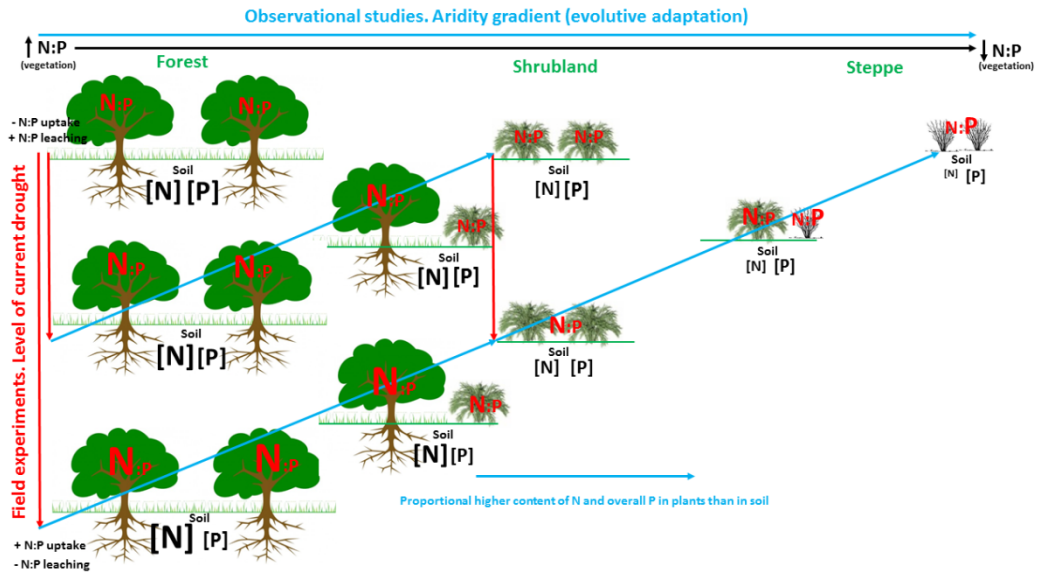 Observational studies. Aridity gradient (evolutive adaptation)
↑ N:P
(vegetation)
↓ N:P
(vegetation)
Forest
Shrubland
Steppe
- N:P uptake
+ N:P leaching
Field experiments. Level of current drought
N:P
N:P
Soil
[N] [P]
N:P
N:P
Soil
[N] [P]
N:P
Soil
[N] [P]
N:P
N:P
Soil
[N] [P]
N:P
N:P
Soil
[N] [P]
N:P
N:P
Soil
[N] [P]
N:P
Soil
[N] [P]
N:P
N:P
Soil
[N] [P]
N:P
N:P
Soil
[N] [P]
Proportional higher content of N and overall P in plants than in soil
+ N:P uptake
- N:P leaching